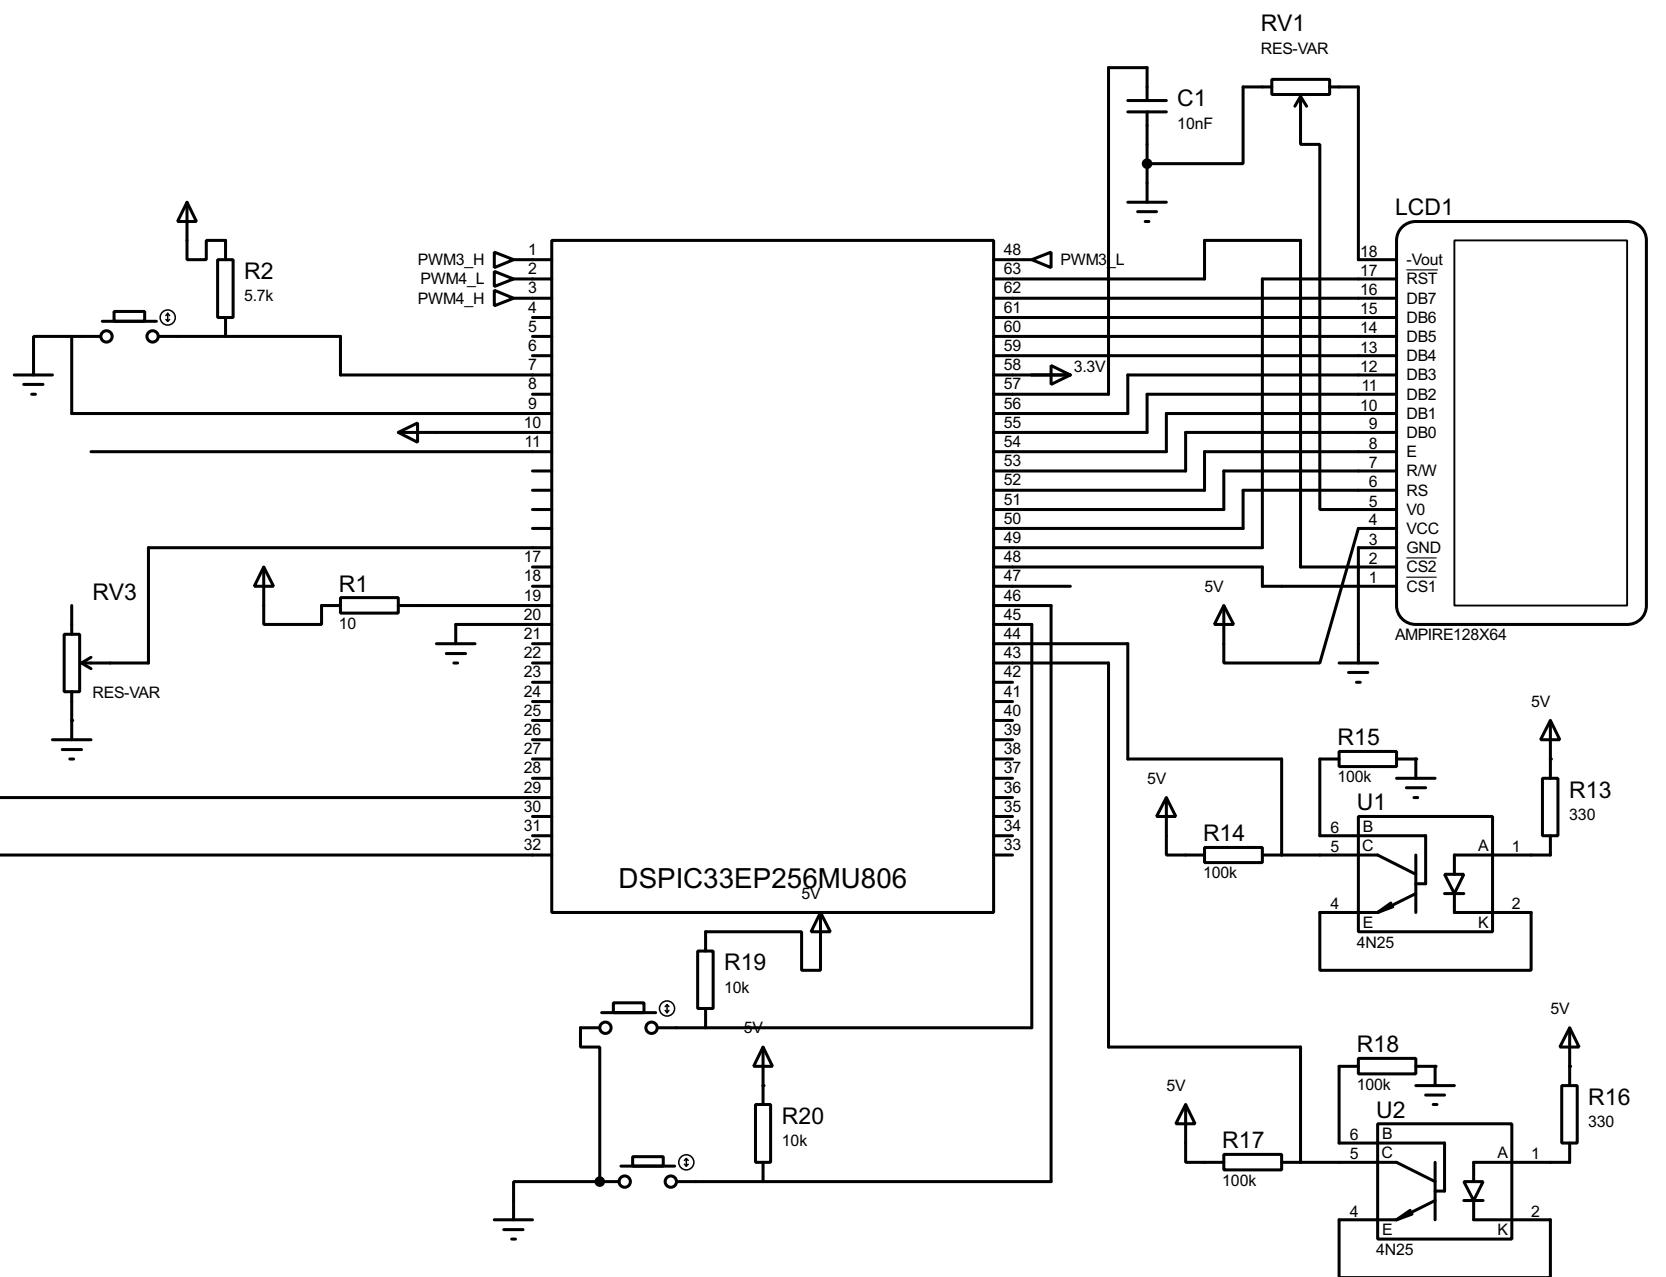 RV1
RES-VAR
C1
10nF
LCD1
R2
5.7k
PWM3_H
PWM4_L
PWM4_H
1
2
3
4
5
6
7
8
9
10
11
17
18
19
20
21
22
23
24
25
26
27
28
29
30
31
32
48
63
62
61
60
59
58
57
56
55
54
53
52
51
50
49
48
47
46
45
44
43
42
41
40
39
38
37
36
35
34
33
PWM3_L
3.3V
18 -Vout
17 RST
16 DB7
15 DB6
14 DB5
13 DB4
12 DB3
11 DB2
10 DB1
9 DB0
8 E
7 R/W
6 RS
5 V0
4 VCC
3 GND
2 CS2
1 CS1
AMPIRE128X64
5V
RV3
RES-VAR
R1
10
DSPIC33EP256MU806
5V
R19
10k
5V
R20
10k
5V
R15
100k
R13
330
5V
R14
100k
U1
6 B
5 C
4 E
A 1
K 2
4N25
5V
R18
100k
R16
330
5V
R17
100k
U2
6 B
5 C
4 E
A 1
K 2
4N25